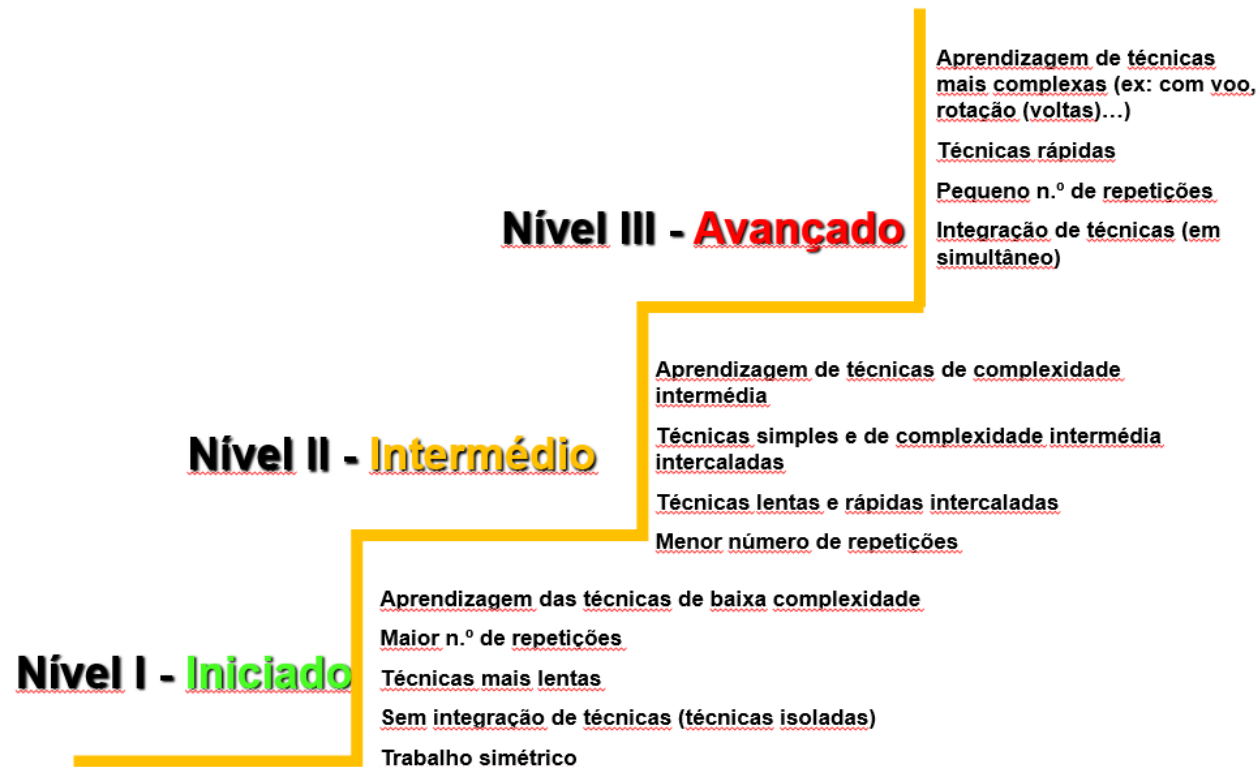 Aprendizagem de técnicas
mais complexas (ex: com voo,
rotação (voltas)…)
Técnicas rápidas
Pequeno n.º de repetições
Integração de técnicas (em
simultâneo)
Nível III - Avançado
Aprendizagem de técnicas de complexidade
intermédia
Técnicas simples e de complexidade intermédia
intercaladas
Técnicas lentas e rápidas intercaladas
Menor número de repetições
Nível II - Intermédio
Aprendizagem das técnicas de baixa complexidade
Maior n.º de repetições
Técnicas mais lentas
Sem integração de técnicas (técnicas isoladas)
Trabalho simétrico
Nível I - Iniciado